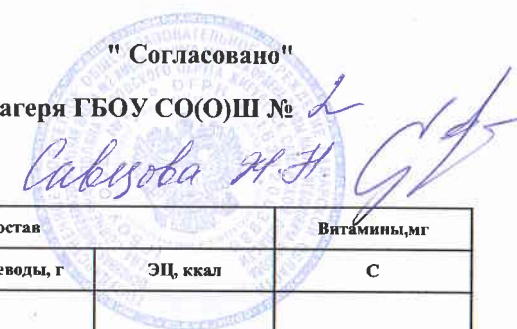 " Согласовано"
агеря ГБОУ СО(О)Ш № 2
Савцова Н.Н.
остав Витамины,мг
еводы, г ЭЦ, ккал С